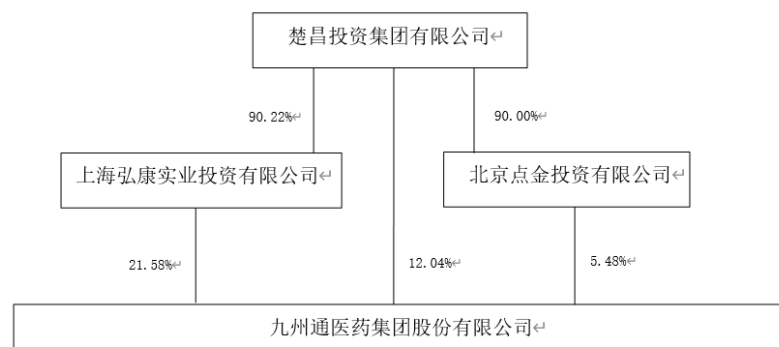 楚昌投资集团有限公司↵
90.22%↵
90.00%↵
上海弘康实业投资有限公司↵
北京点金投资有限公司↵
21.58%↵
12.04%↵
5.48%↵
九州通医药集团股份有限公司↵